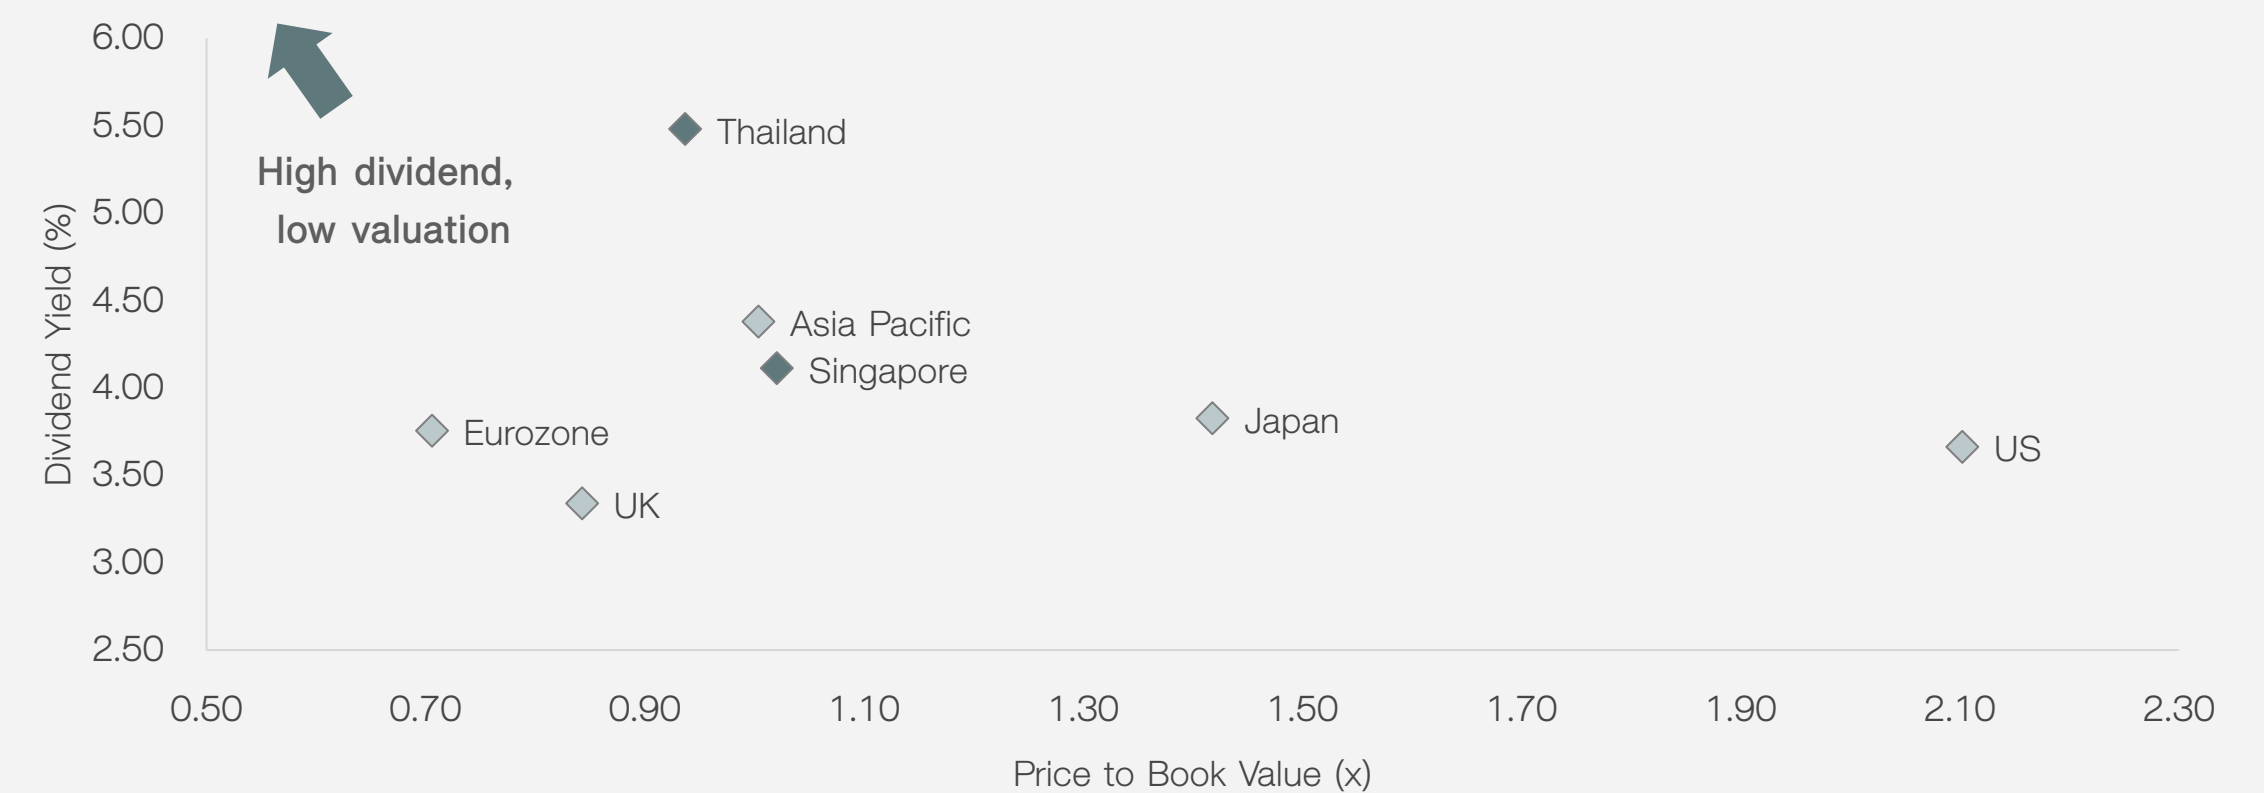 6.00
5.50
5.00
4.50
4.00
3.50
3.00
2.50
Dividend Yield (%)
High dividend,
low valuation
Thailand
Asia Pacific
Singapore
Japan
Eurozone
US
UK
0.50 0.70 0.90 1.10 1.30 1.50 1.70 1.90 2.10 2.30
Price to Book Value (x)